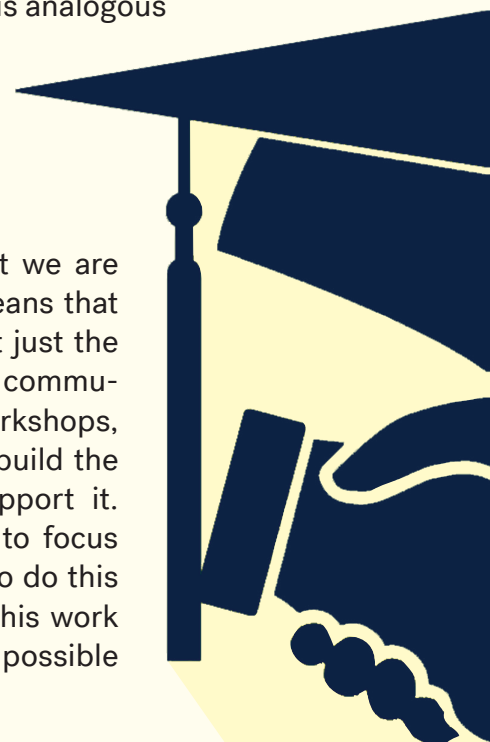 is analogous
t we are
eans that
t just the
commu-
rkshops,
build the
pport it.
to focus
o do this
his work
possible